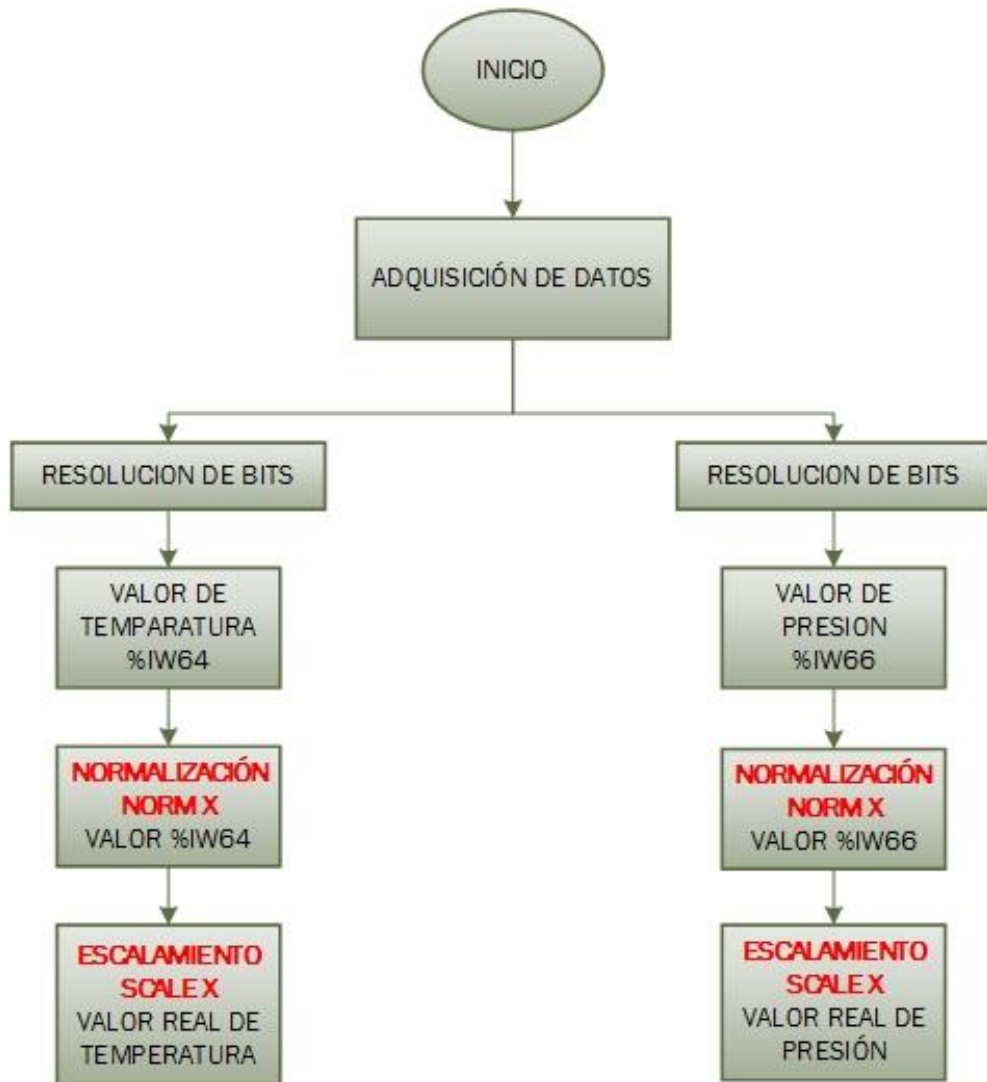 INICIO
ADQUISICIÓN DE DATOS
RESOLUCION DE BITS
VALOR DE
TEMPARATURA
%IW64
NORMALIZACIÓN
NORM X
VALOR %IW64
ESCALAMIENTO
SCALE X
VALOR REAL DE
TEMPERATURA
RESOLUCION DE BITS
VALOR DE
PRESION
%IW66
NORMALIZACIÓN
NORM X
VALOR %IW66
ESCALAMIENTO
SCALE X
VALOR REAL DE
PRESIÓN